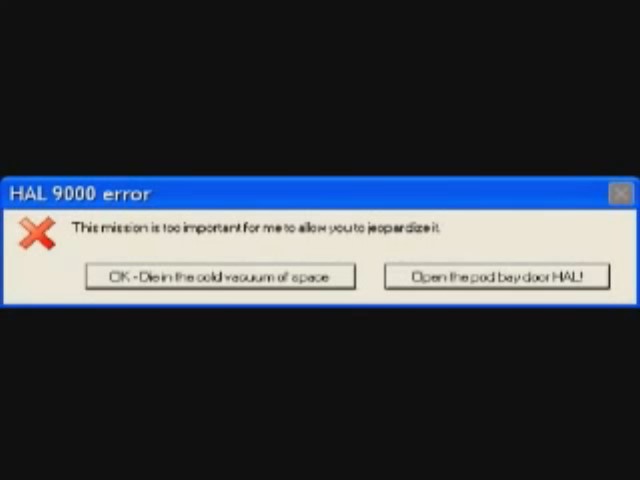 HAL 9000 error
This mission is too important for me to allow you to jeopardize it.
OK - Die in the cold vacuum of space
Open the pod bay door HAL!